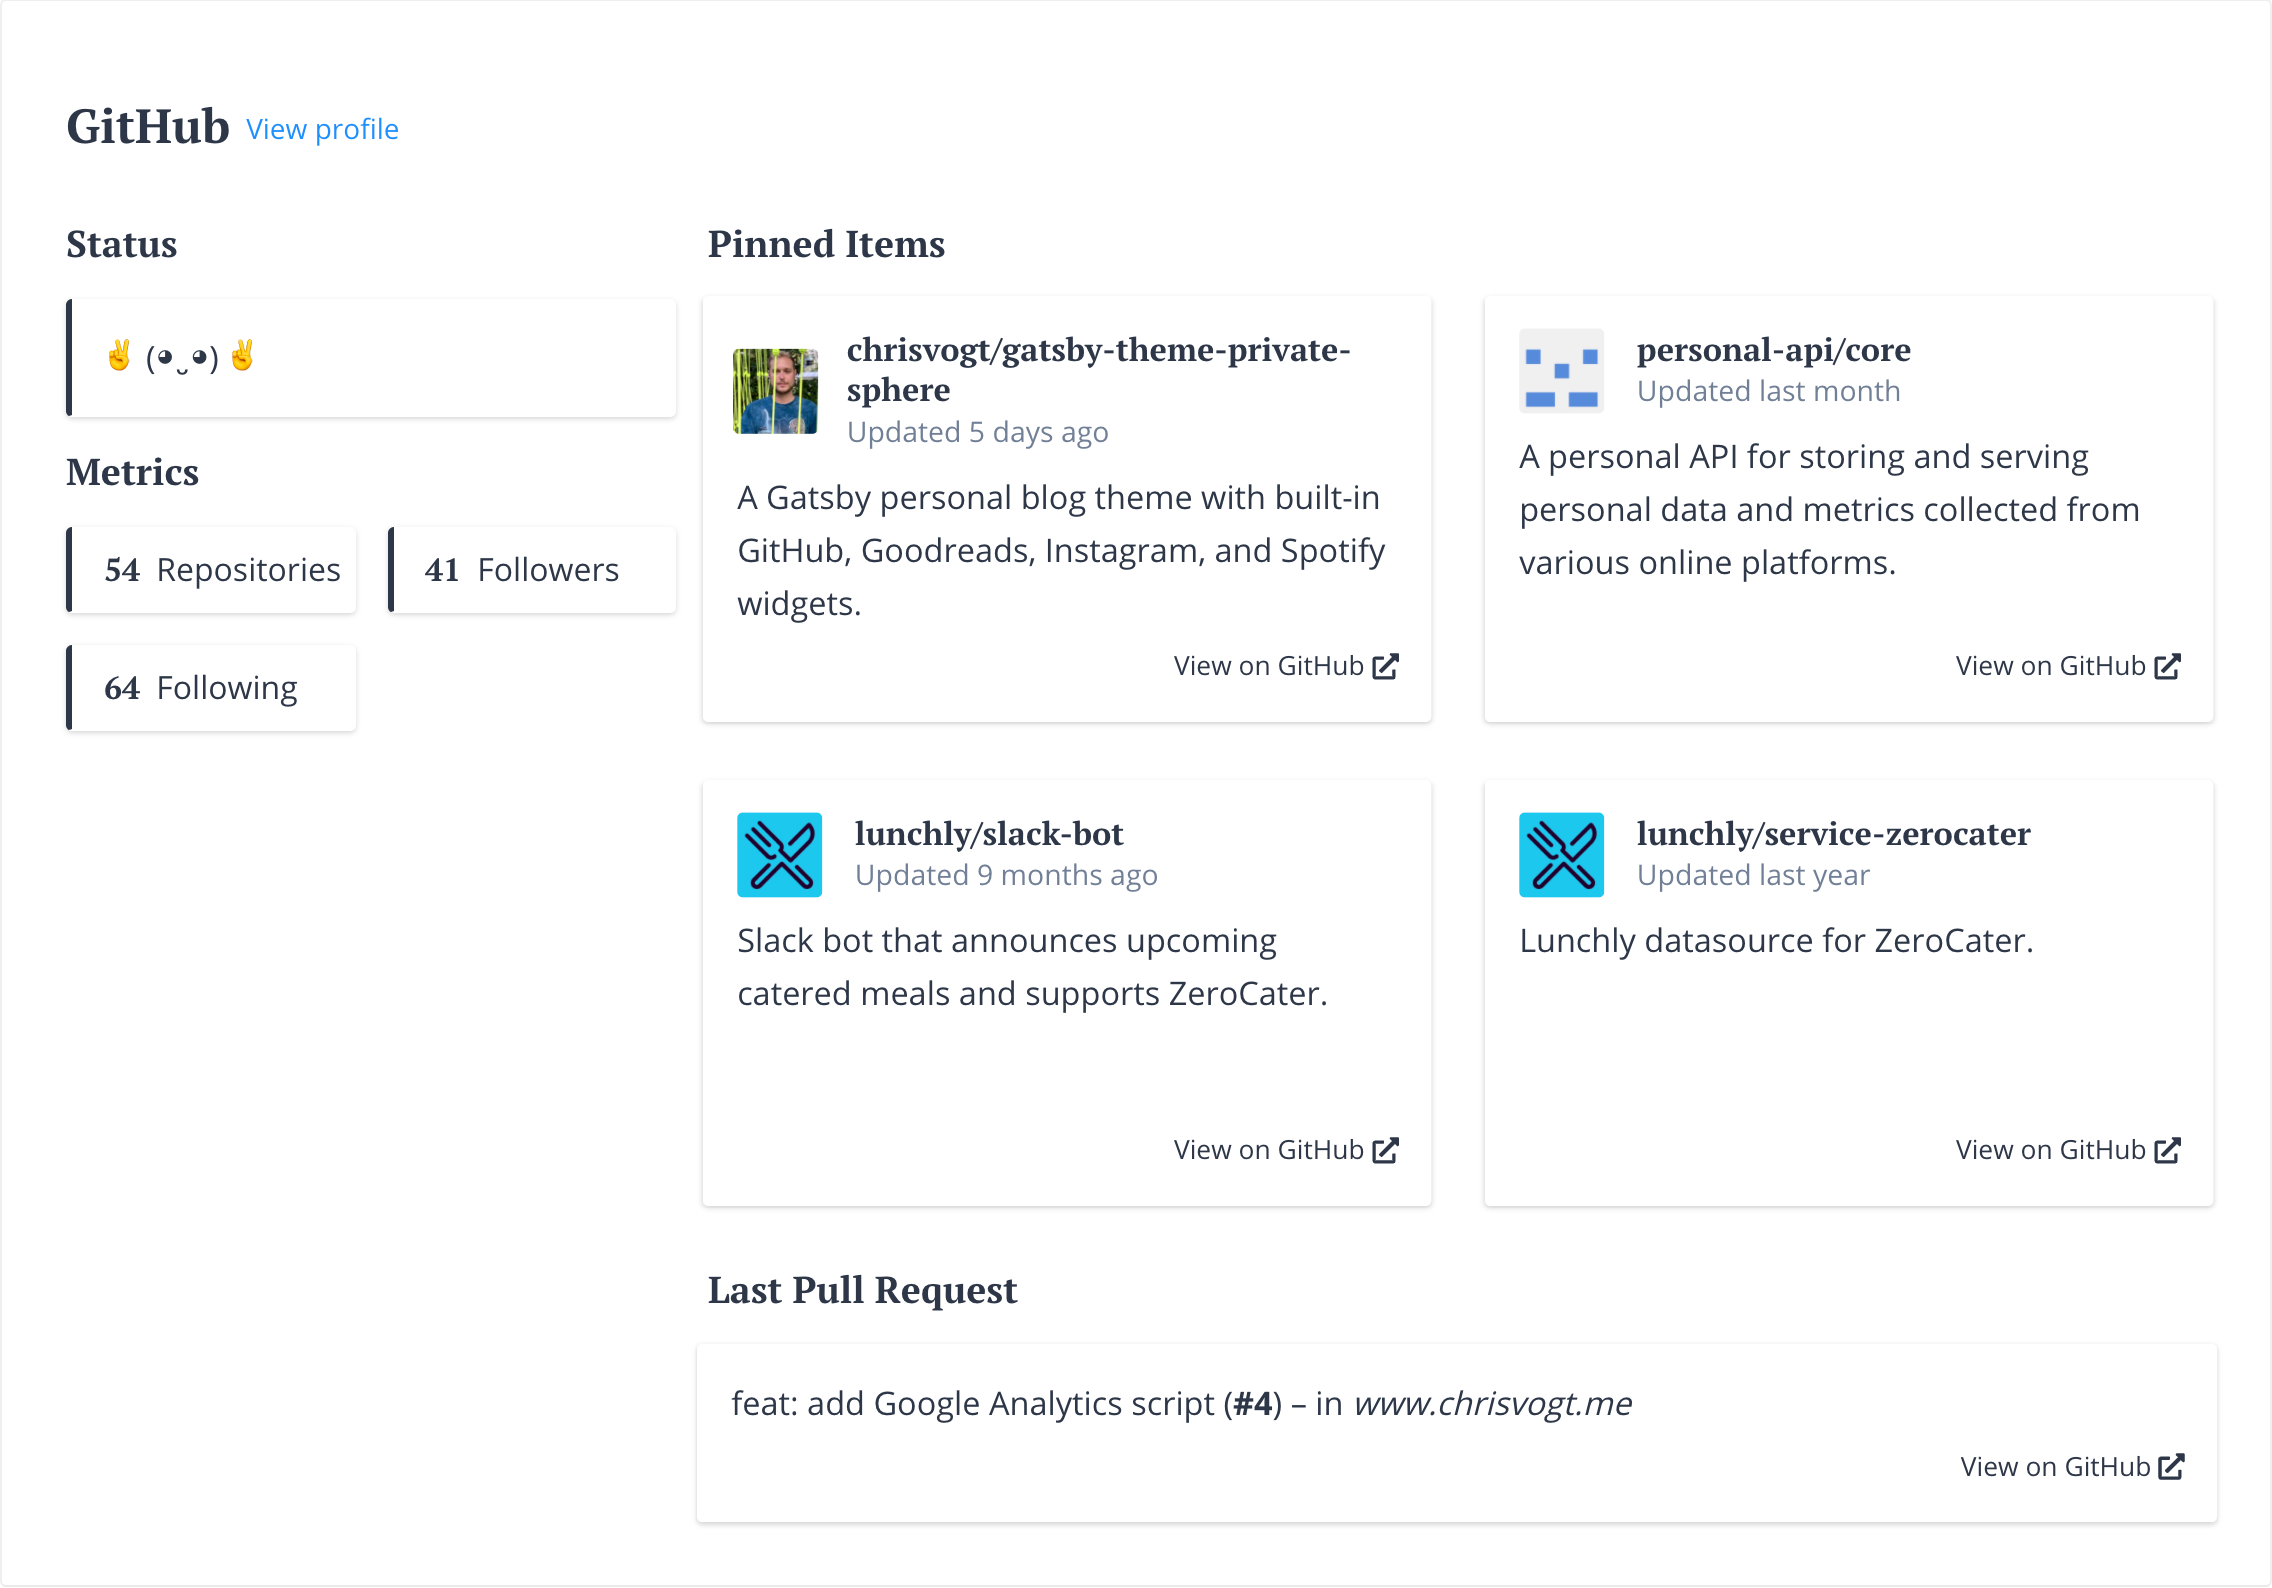 GitHub View profile
Status
✌️ (◕‿◕) ✌️
Metrics
54 Repositories
41 Followers
64 Following
Pinned Items
chrisvogt/gatsby-theme-private-
sphere
Updated 5 days ago
A Gatsby personal blog theme with built-in
GitHub, Goodreads, Instagram, and Spotify
widgets.
View on GitHub
personal-api/core
Updated last month
A personal API for storing and serving
personal data and metrics collected from
various online platforms.
View on GitHub
lunchly/slack-bot
Updated 9 months ago
Slack bot that announces upcoming
catered meals and supports ZeroCater.
View on GitHub
lunchly/service-zerocater
Updated last year
Lunchly datasource for ZeroCater.
View on GitHub
Last Pull Request
feat: add Google Analytics script (#4) – in www.chrisvogt.me
View on GitHub